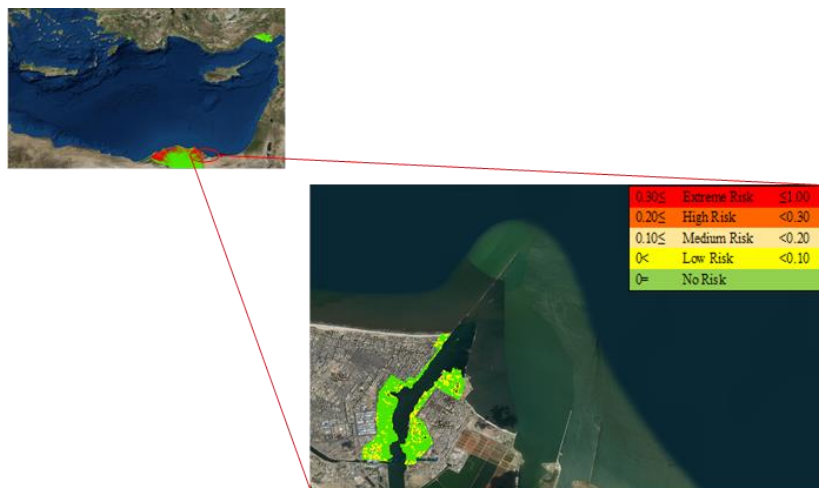 0.30≤ Extreme Risk ≤1.00
0.20≤ High Risk <0.30
0.10≤ Medium Risk <0.20
0< Low Risk <0.10
0= No Risk